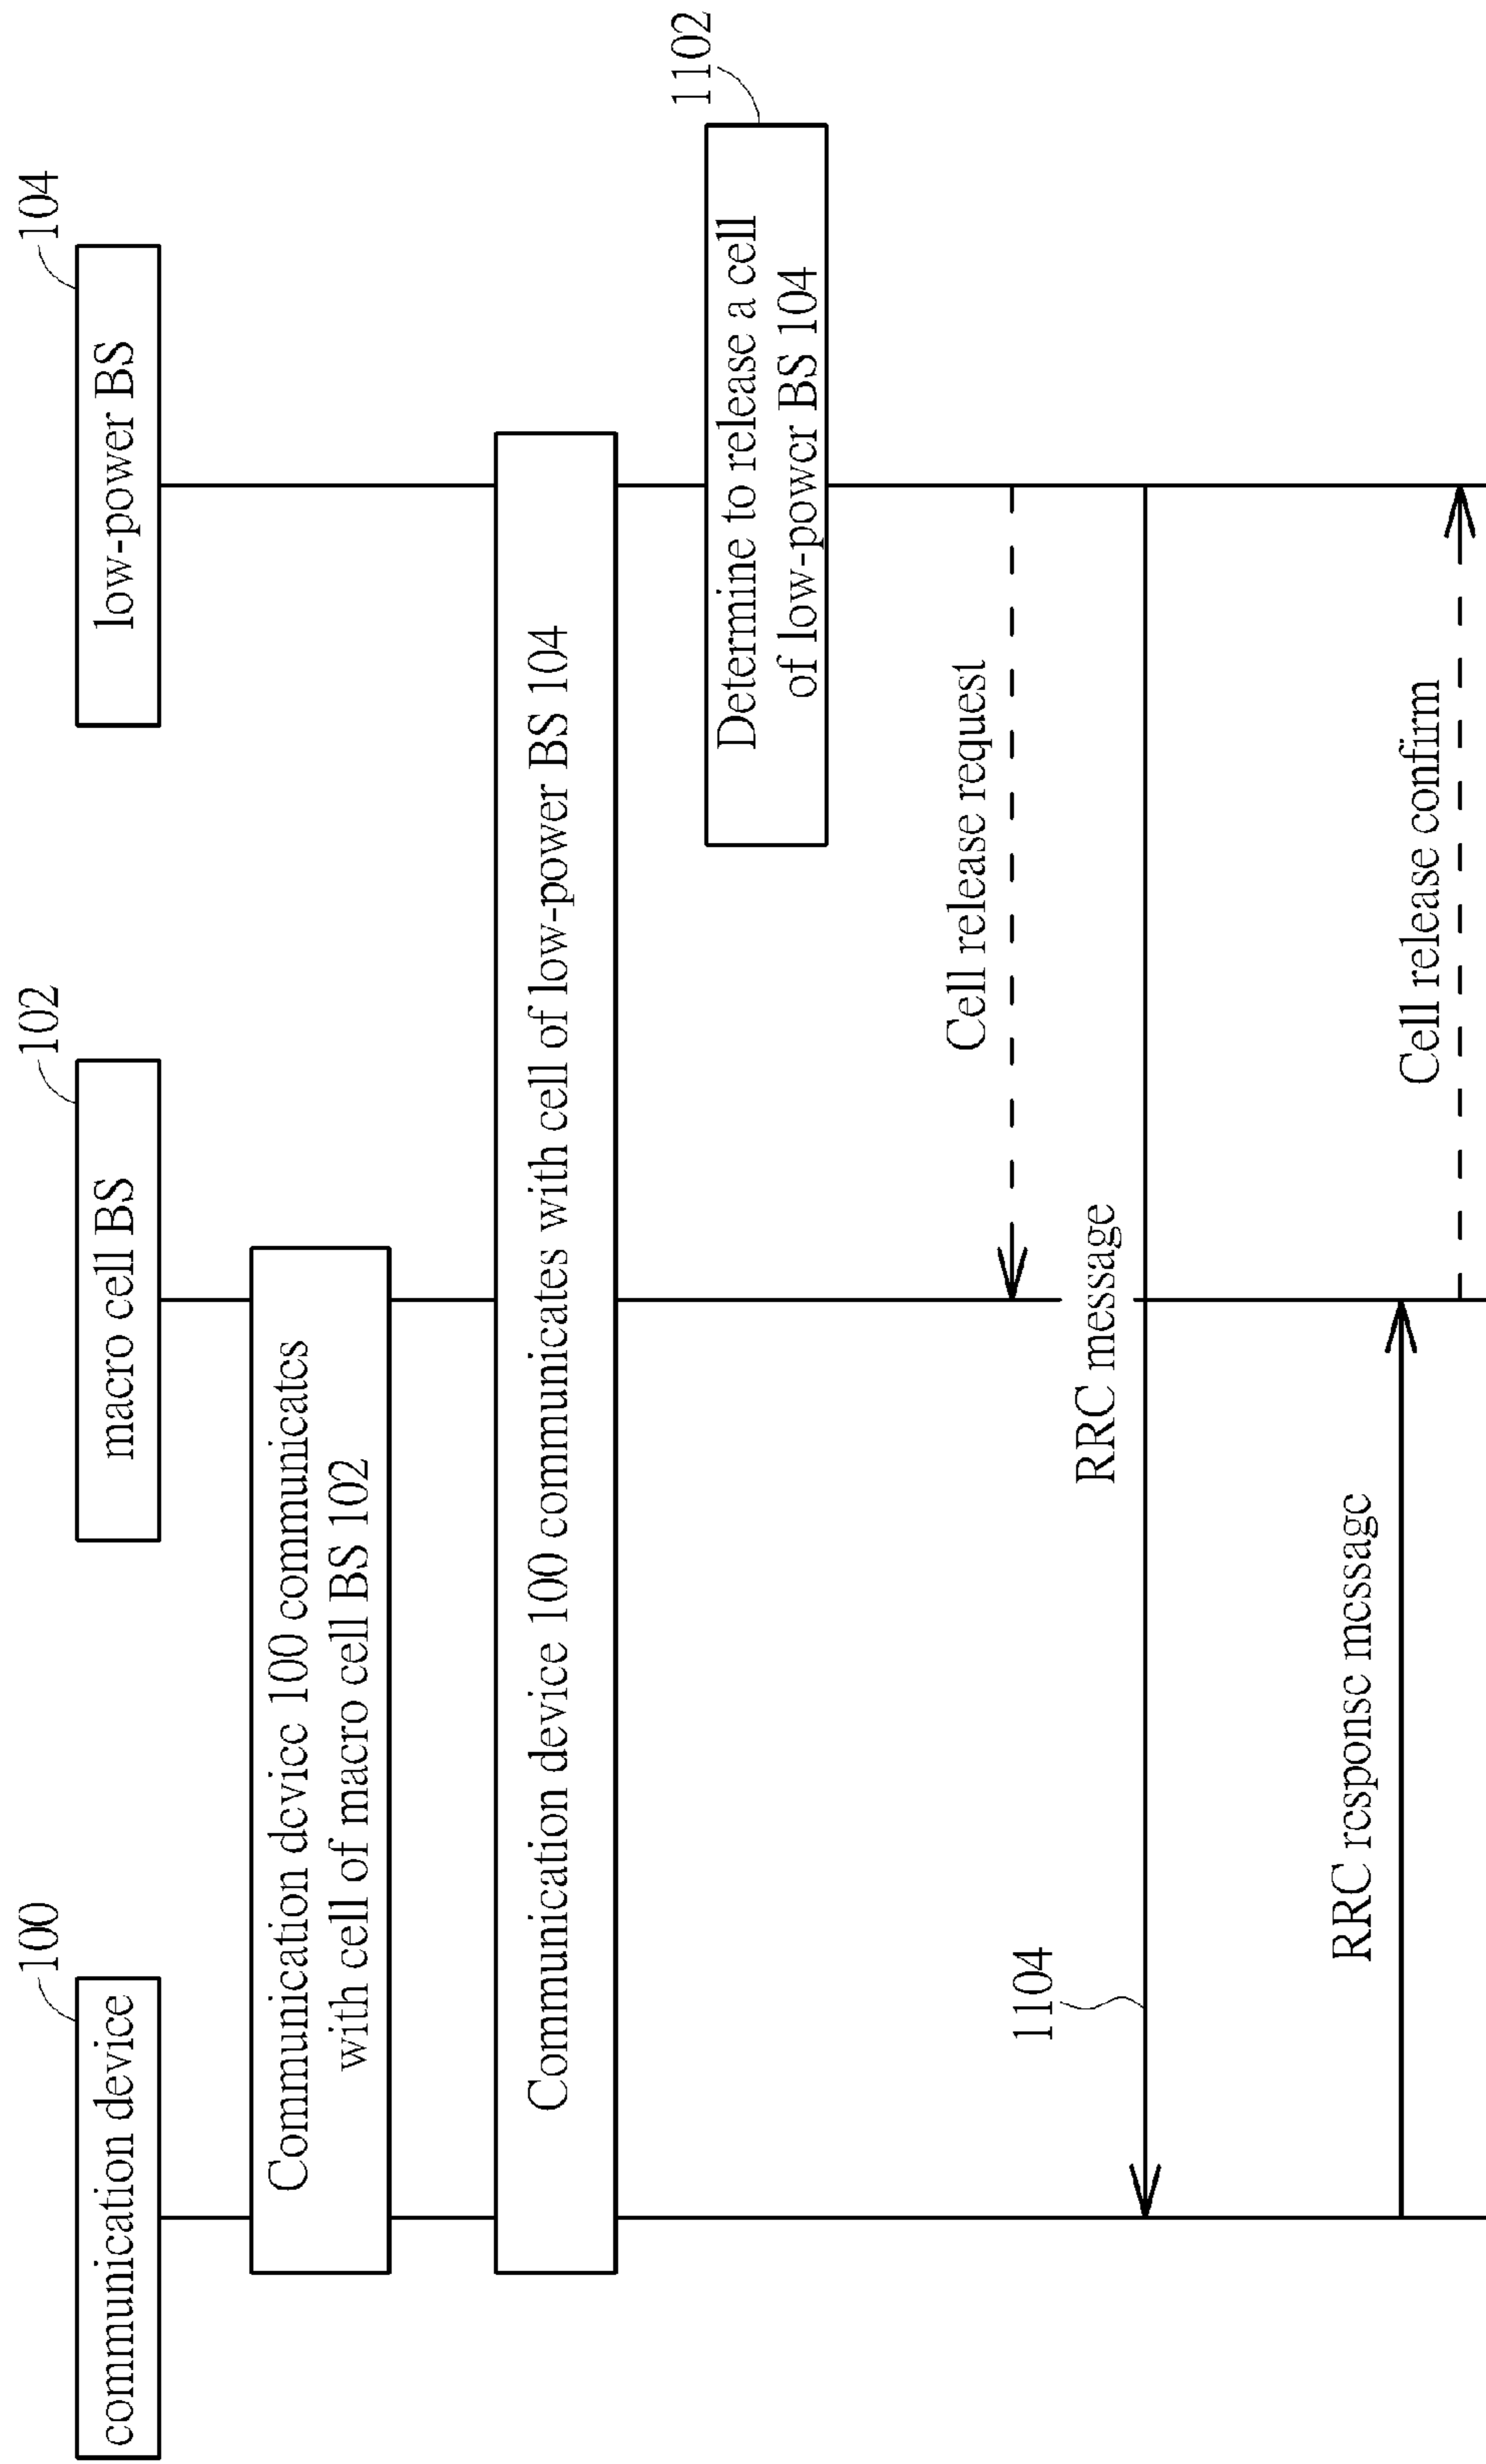 100
102
104
communication device
macro cell BS
low-power BS
Communication device 100 communicates
with cell of macro cell BS 102
Communication device 100 communicates with cell of low-power BS 104
1102
Determine to release a cell
of low-power BS 104
Cell release request
1104
RRC message
RRC response message
Cell release confirm